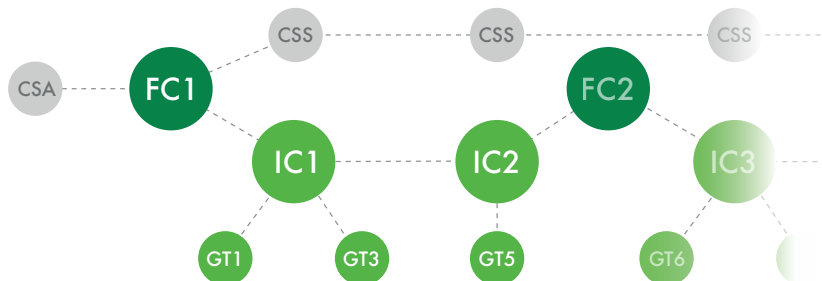 CSS CSS CSS
CSA FC1 FC2
IC1 IC2 IC3
GT1 GT3 GT5 GT6